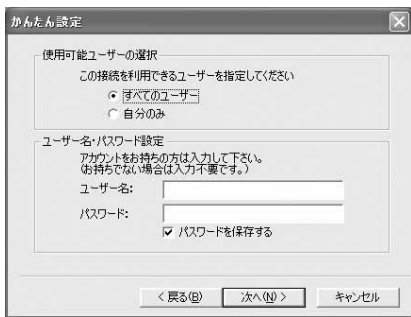 かんたん設定
使用可能ユーザーの選択
この接続を利用できるユーザーを指定してください
すべてのユーザー
自分のみ
ユーザー名・パスワード設定
アカウントをお持ちの方は入力して下さい。
(お持ちでない場合は入力不要です。)
ユーザー名:
パスワード:
パスワードを保存する
< 戻る(B)
次へ(N) >
キャンセル